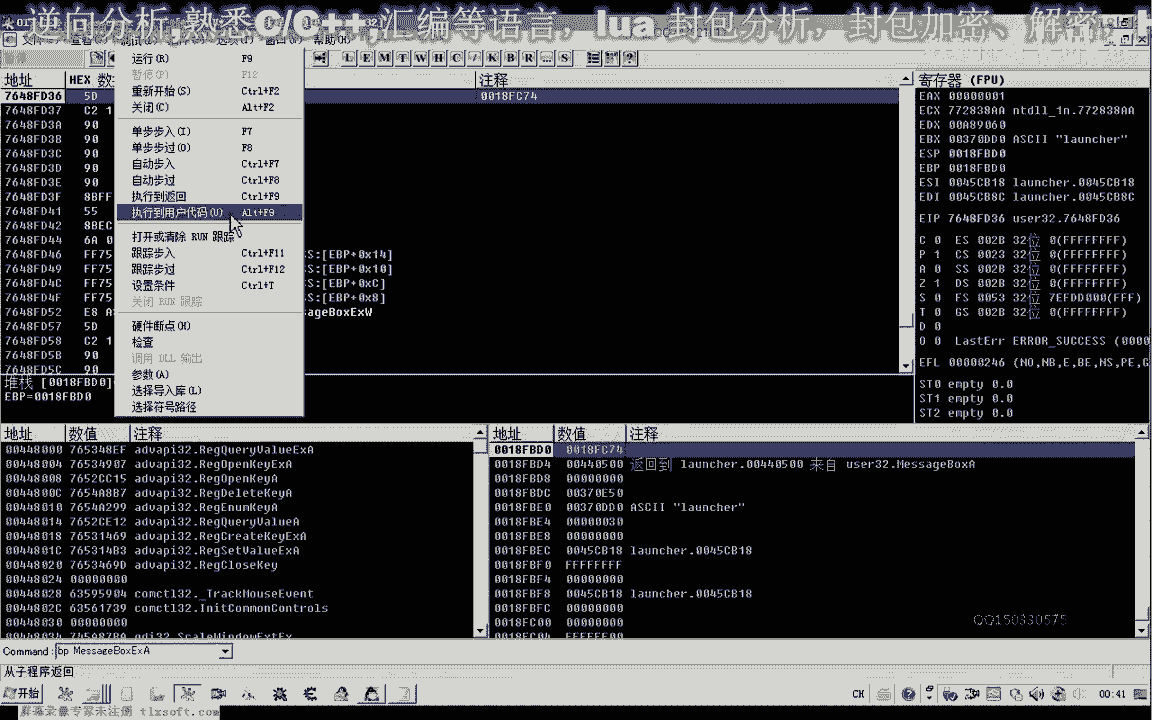 逆向分析,熟悉C/C++,汇编等语言，lua 封包分析，封包加密、解密，
帮助(H)
L E M T W H C / K B R ... S
地址 HEX 数
注释
寄存器 (FPU)
7648FD36 5D
0018FC74
7648FD37 C2 1
7648FD3A 90
7648FD3B 90
7648FD3C 90
7648FD3D 90
7648FD3E 90
7648FD3F 8BFF
7648FD41 55
7648FD42 8BEC
7648FD44 6A 0
7648FD46 FF75
S:[EBP+0x14]
7648FD49 FF75
S:[EBP+0x10]
7648FD4C FF75
S:[EBP+0xC]
7648FD4F FF75
S:[EBP+0x8]
7648FD52 E8 A
ageBoxExW
7648FD57 5D
7648FD58 C2 1
7648FD5B 90
7648FD5C 90
运行(R) F9
暂停(P) F12
重新开始(S) Ctrl+F2
关闭(C) Alt+F2
单步步入(I) F7
单步步过(O) F8
自动步入 Ctrl+F7
自动步过 Ctrl+F8
执行到返回 Ctrl+F9
执行到用户代码(U) Alt+F9
打开或清除 RUN 跟踪
跟踪步入 Ctrl+F11
跟踪步过 Ctrl+F12
设置条件 Ctrl+T
关闭 RUN 跟踪
硬件断点(H)
检查
调用 DLL 输出
参数(A)
选择导入库(L)
选择符号路径
EAX 00000001
ECX 772838AA ntdll_1n.772838AA
EDX 00A89060
EBX 00370DD0 ASCII "launcher"
ESP 0018FBD0
EBP 0018FBD0
ESI 0045CB18 launcher.0045CB18
EDI 0045CB8C launcher.0045CB8C
EIP 7648FD36 user32.7648FD36
C 0 ES 002B 32位 0(FFFFFFFF)
P 1 CS 0023 32位 0(FFFFFFFF)
A 0 SS 002B 32位 0(FFFFFFFF)
Z 1 DS 002B 32位 0(FFFFFFFF)
S 0 FS 0053 32位 7EFDD000(FFF)
T 0 GS 002B 32位 0(FFFFFFFF)
D 0
O 0 LastErr ERROR_SUCCESS (0000
EFL 00000246 (NO,NB,E,BE,NS,PE,G
ST0 empty 0.0
ST1 empty 0.0
ST2 empty 0.0
堆栈 [0018FBD0]
EBP=0018FBD0
地址 数值 注释
00448000 765348EF advapi32.RegQueryValueExA
00448004 76534907 advapi32.RegOpenKeyExA
00448008 7652CC15 advapi32.RegOpenKeyA
0044800C 7654A8B7 advapi32.RegDeleteKeyA
00448010 7654A299 advapi32.RegEnumKeyA
00448014 7652CE12 advapi32.RegQueryValueA
00448018 76531469 advapi32.RegCreateKeyExA
0044801C 765314B3 advapi32.RegSetValueExA
00448020 7653469D advapi32.RegCloseKey
00448024 00000000
00448028 63595904 comctl32._TrackMouseEvent
0044802C 63561739 comctl32.InitCommonControls
00448030 00000000
00448034 745A87BA gdi32.ScaleWindowExtEx
地址 数值 注释
0018FBD0 0018FC74
0018FBD4 00440500 返回到 launcher.00440500 来自 user32.MessageBoxA
0018FBD8 00000000
0018FBDC 00370E50
0018FBE0 00370DD0 ASCII "launcher"
0018FBE4 00000030
0018FBE8 00000000
0018FBEC 0045CB18 launcher.0045CB18
0018FBF0 FFFFFFFF
0018FBF4 00000000
0018FBF8 0045CB18 launcher.0045CB18
0018FBFC 00000000
0018FC00 00000000
0018FC04 FFFFFF00
QQ150330575
Command: bp MessageBoxExA
从子程序返回
开始
CH
00:41
屏幕录像专家未注册 tlxsoft.com